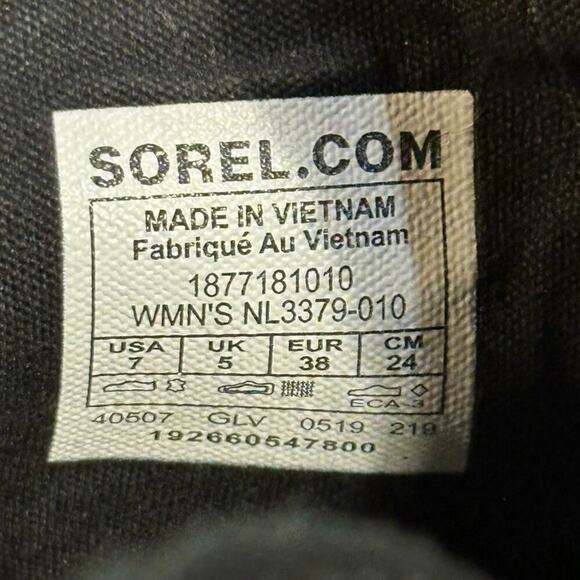 SOREL.COM
MADE IN VIETNAM
Fabriqué Au Vietnam
1877181010
WMN'S NL3379-010
USA UK EUR CM
7 5 38 24
ECA-3
40507 GLV 0519 219
192660547800